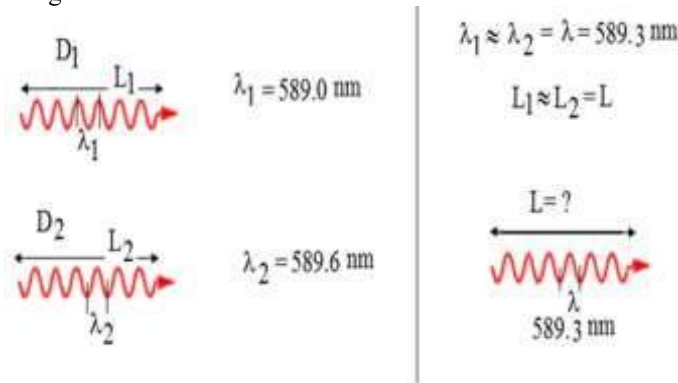 D₁
L₁
λ₁ = 589.0 nm
λ₁
D₂
L₂
λ₂ = 589.6 nm
λ₂
λ₁ ≈ λ₂ = λ = 589.3 nm
L₁ ≈ L₂ = L
L = ?
λ
589.3 nm